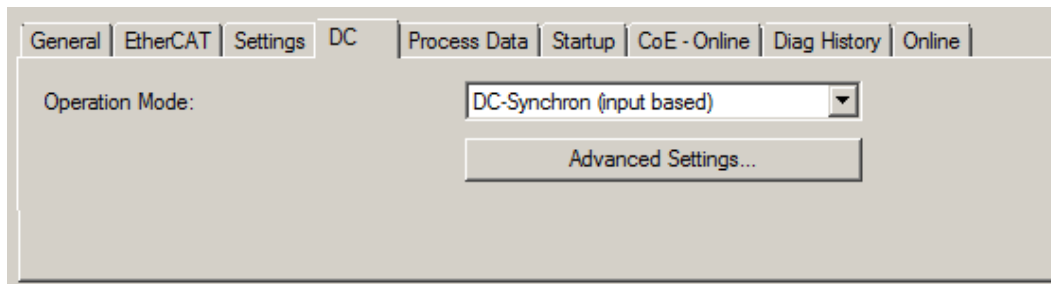 General EtherCAT Settings DC Process Data Startup CoE - Online Diag History Online
Operation Mode: DC-Synchron (input based)
Advanced Settings...